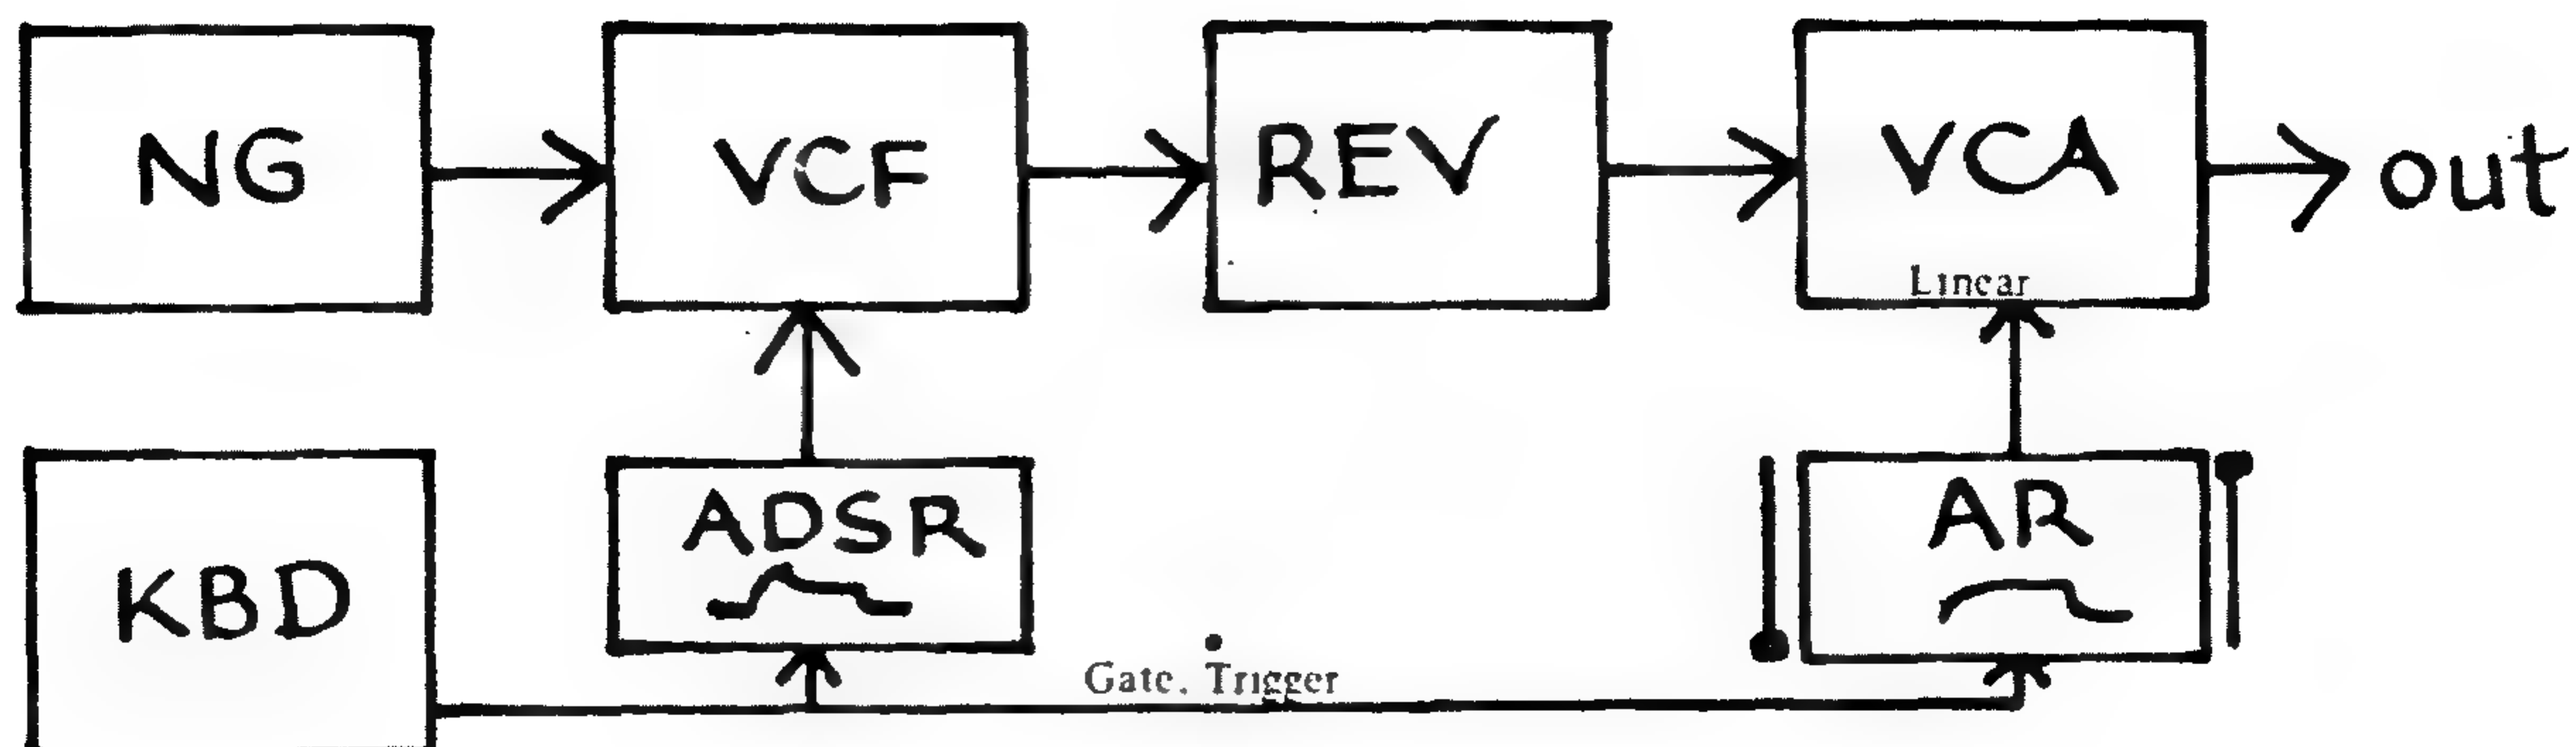 NG
VCF
REV
VCA
out
Linear
KBD
ADSR
AR
Gate, Trigger